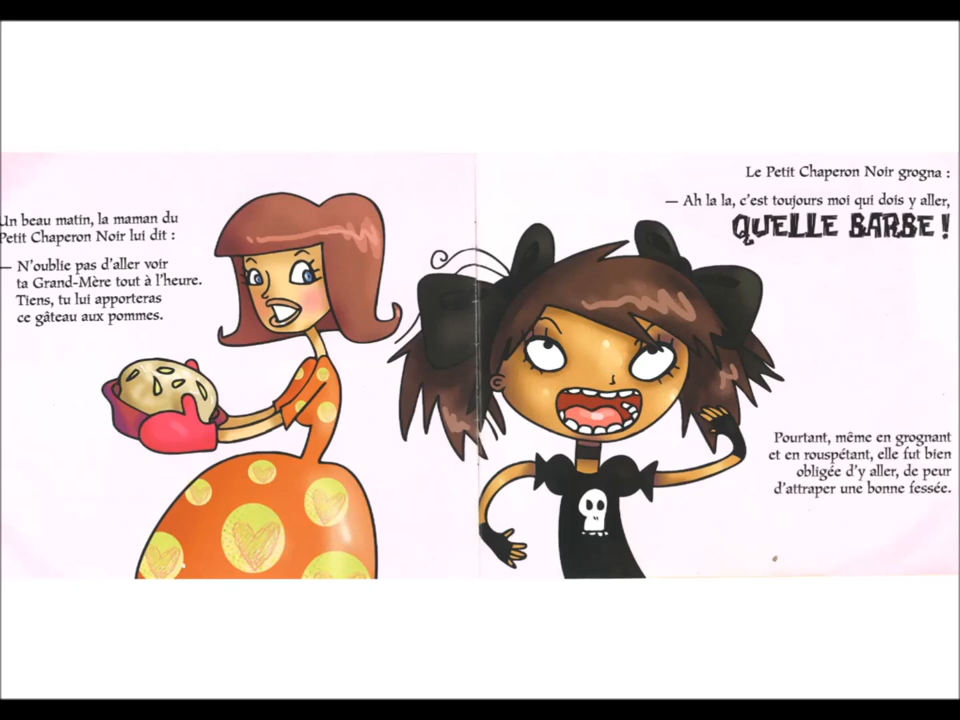 Un beau matin, la maman du
Petit Chaperon Noir lui dit :
— N'oublie pas d'aller voir
ta Grand-Mère tout à l'heure.
Tiens, tu lui apporteras
ce gâteau aux pommes.
Le Petit Chaperon Noir grogna :
— Ah la la, c'est toujours moi qui dois y aller,
QUELLE BARBE !
Pourtant, même en grognant
et en rouspétant, elle fut bien
obligée d'y aller, de peur
d'attraper une bonne fessée.